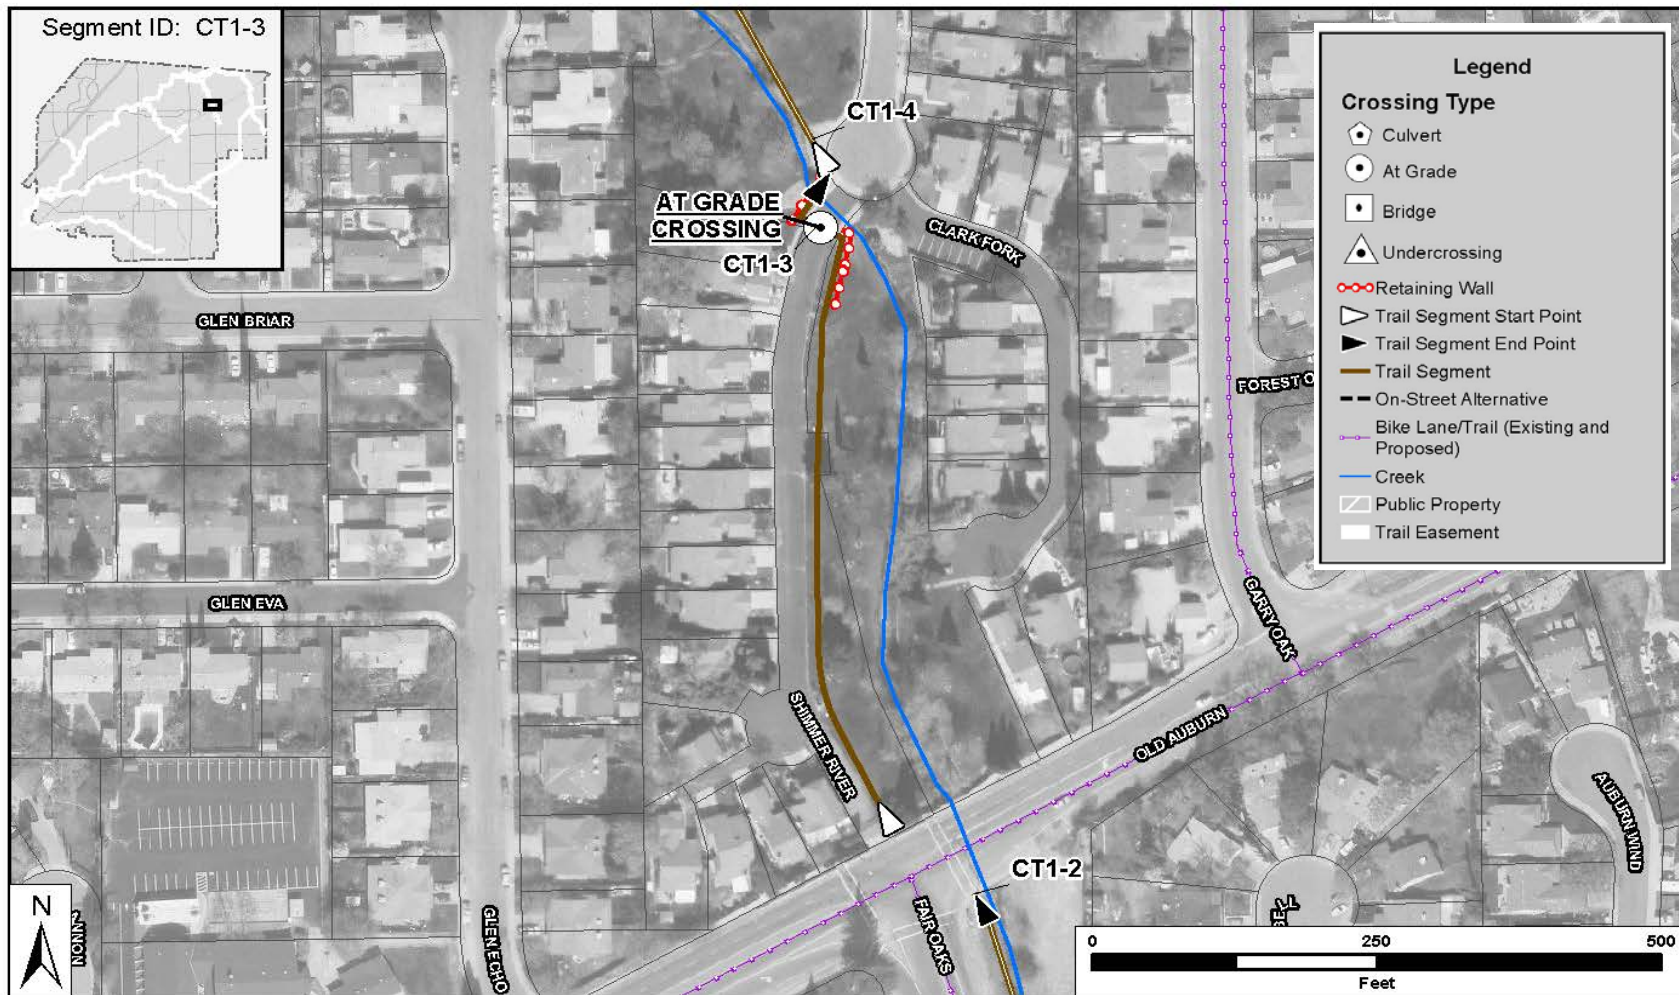 Segment ID: CT1-3
CT1-4
AT GRADE
CROSSING
CT1-3
CLARK FORK
GLEN BRIAR
FOREST O
GLEN EVA
GARRY OAK
SHIMMER RIVER
OLD AUBURN
AUBURN WIND
CT1-2
FAIR OAKS
GLEN ECHO
N
Legend
Crossing Type
Culvert
At Grade
Bridge
Undercrossing
Retaining Wall
Trail Segment Start Point
Trail Segment End Point
Trail Segment
On-Street Alternative
Bike Lane/Trail (Existing and
Proposed)
Creek
Public Property
Trail Easement
0 250 500
Feet